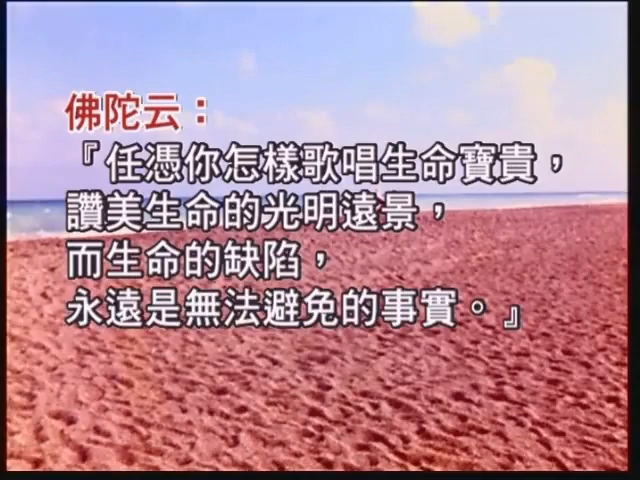 佛陀云：
『任憑你怎樣歌唱生命寶貴，
讚美生命的光明遠景，
而生命的缺陷，
永遠是無法避免的事實。』